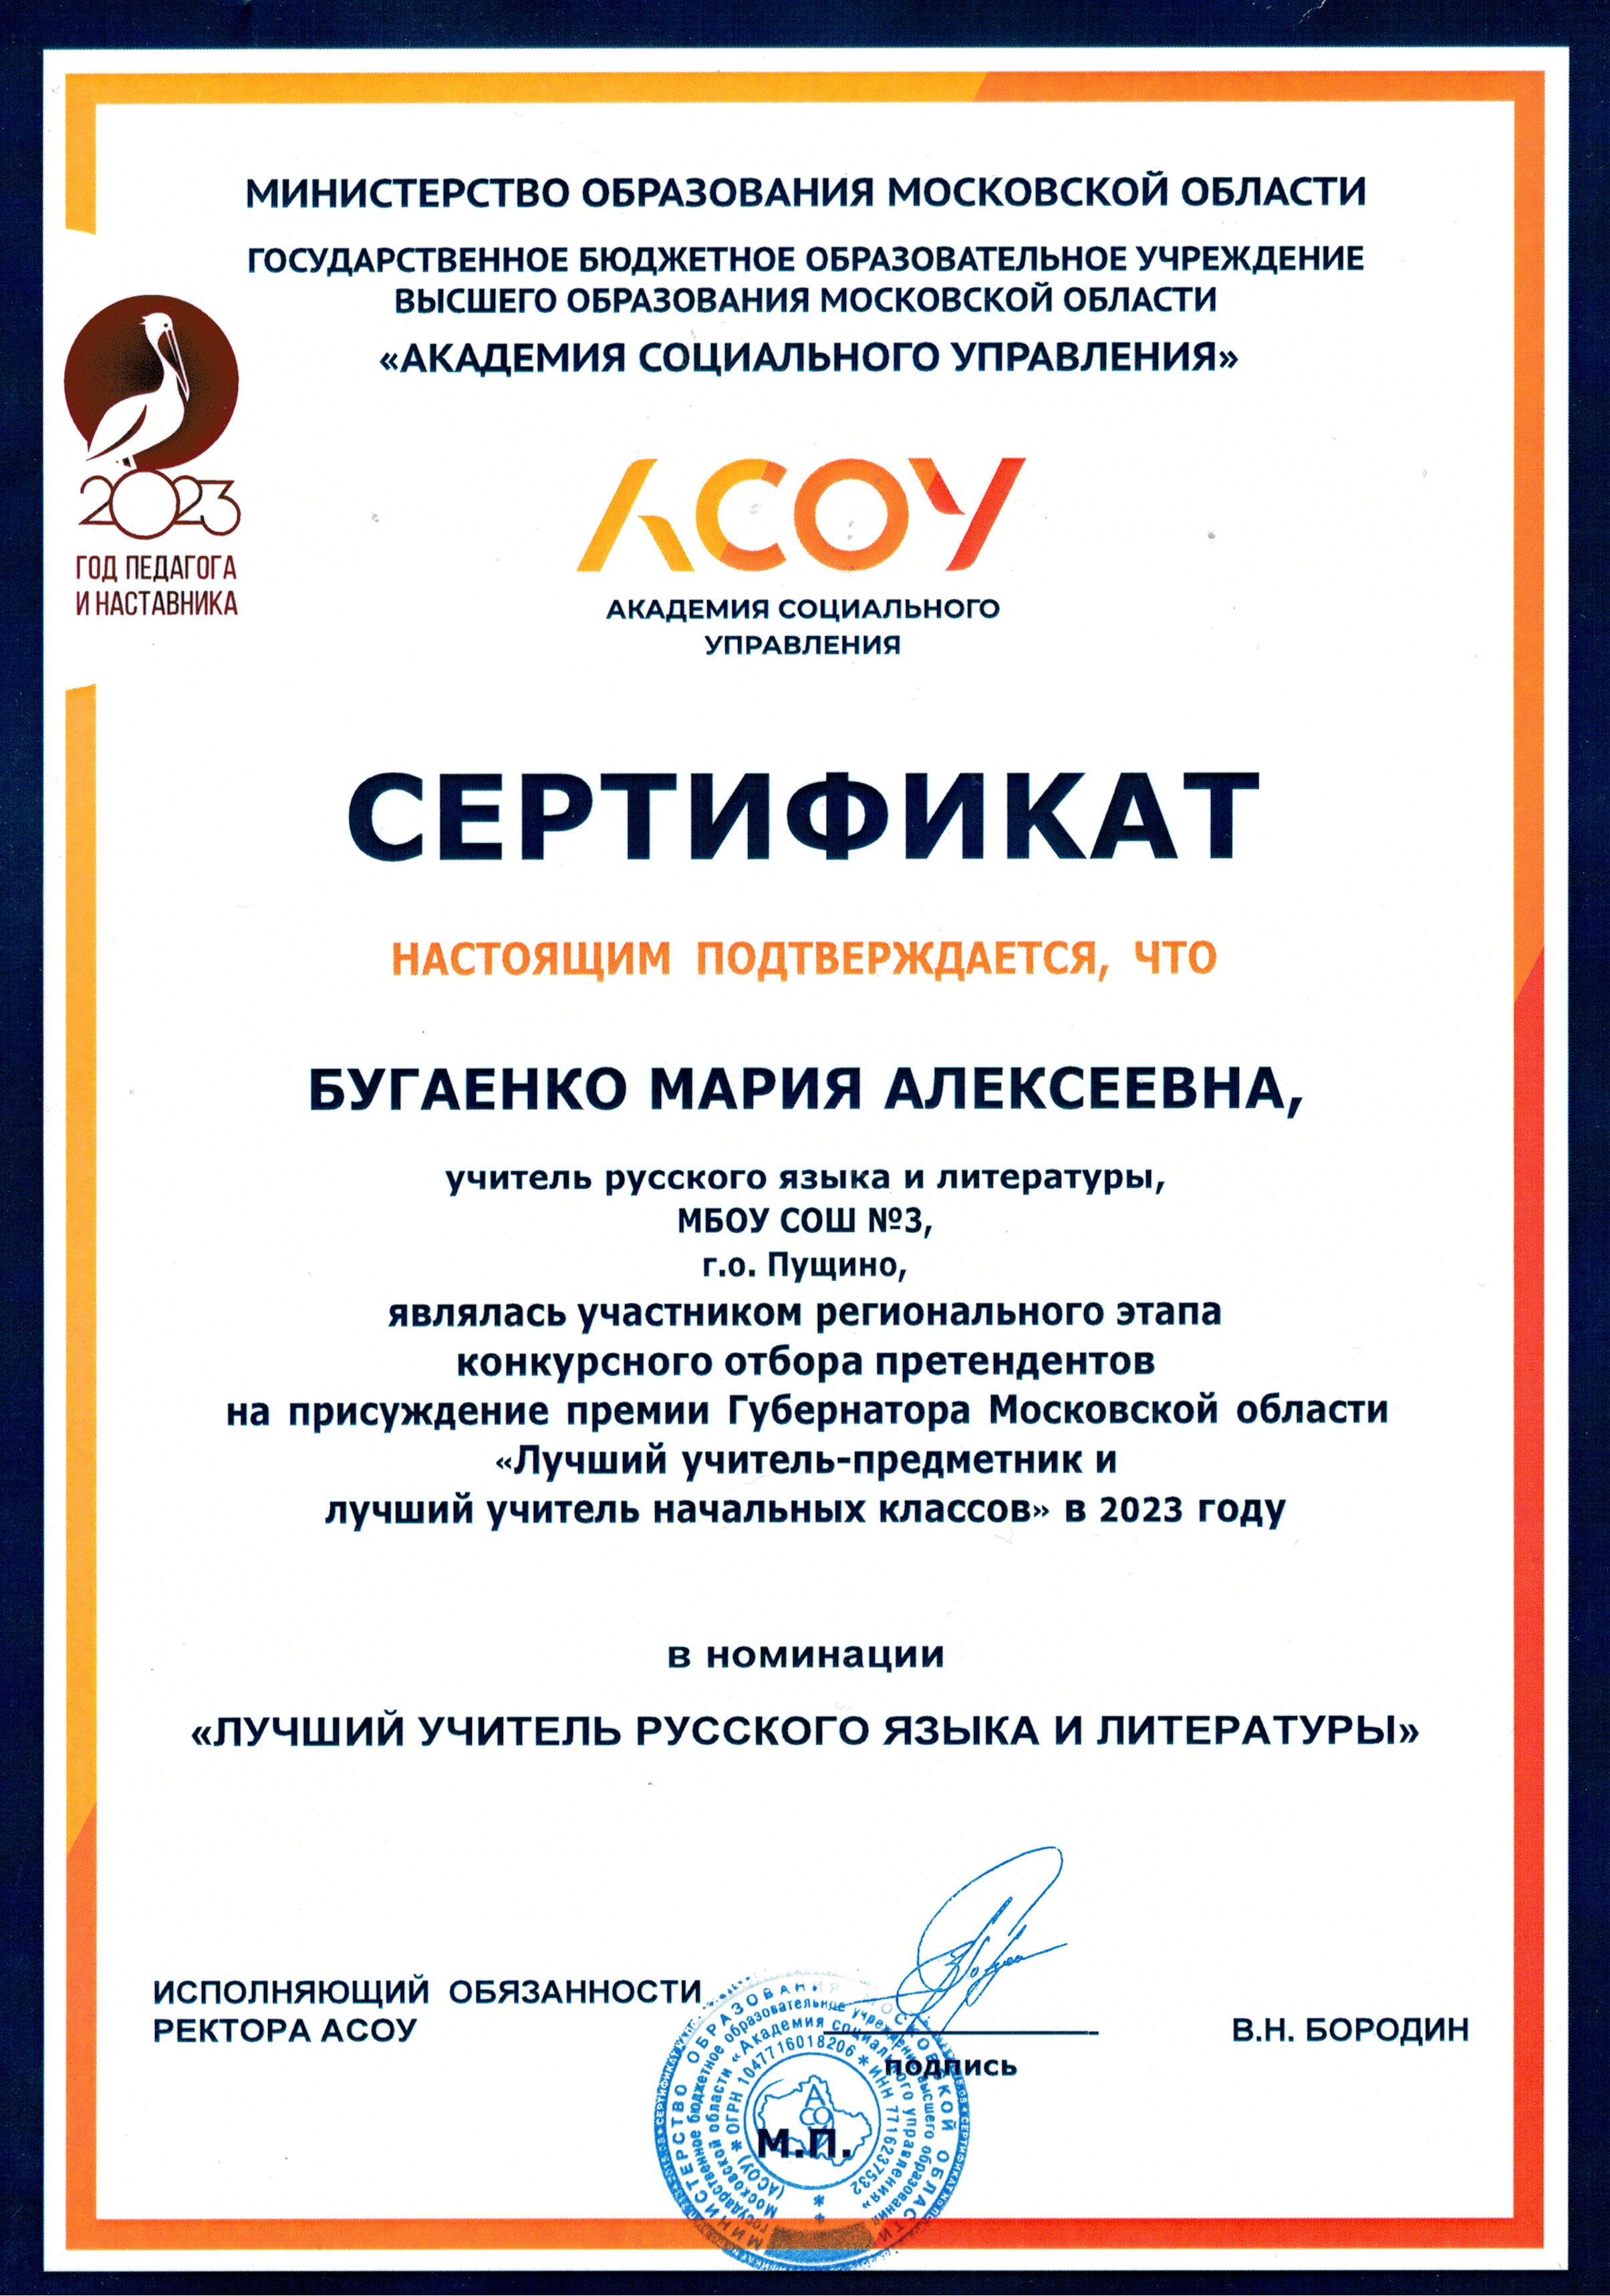 МИНИСТЕРСТВО ОБРАЗОВАНИЯ МОСКОВСКОЙ ОБЛАСТИ
ГОСУДАРСТВЕННОЕ БЮДЖЕТНОЕ ОБРАЗОВАТЕЛЬНОЕ УЧРЕЖДЕНИЕ
ВЫСШЕГО ОБРАЗОВАНИЯ МОСКОВСКОЙ ОБЛАСТИ
«АКАДЕМИЯ СОЦИАЛЬНОГО УПРАВЛЕНИЯ»
2023
ГОД ПЕДАГОГА
И НАСТАВНИКА
АСОУ
АКАДЕМИЯ СОЦИАЛЬНОГО
УПРАВЛЕНИЯ
СЕРТИФИКАТ
НАСТОЯЩИМ ПОДТВЕРЖДАЕТСЯ, ЧТО
БУГАЕНКО МАРИЯ АЛЕКСЕЕВНА,
учитель русского языка и литературы,
МБОУ СОШ №3,
г.о. Пущино,
являлась участником регионального этапа
конкурсного отбора претендентов
на присуждение премии Губернатора Московской области
«Лучший учитель-предметник и
лучший учитель начальных классов» в 2023 году
в номинации
«ЛУЧШИЙ УЧИТЕЛЬ РУССКОГО ЯЗЫКА И ЛИТЕРАТУРЫ»
ИСПОЛНЯЮЩИЙ ОБЯЗАННОСТИ
РЕКТОРА АСОУ
подпись
В.Н. БОРОДИН
М.П.
МИНИСТЕРСТВО ОБРАЗОВАНИЯ МОСКОВСКОЙ ОБЛАСТИ
Государственное бюджетное образовательное учреждение высшего образования
Московской области «Академия социального управления»
(АСОУ) * ОГРН 1047716018206 * ИНН 7716237532